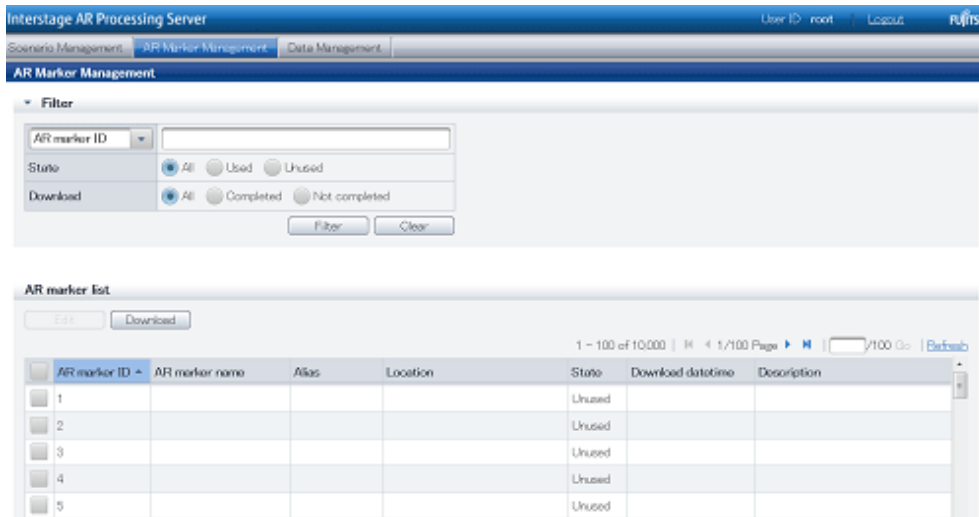 Interstage AR Processing Server User ID root | Logout
Scenario Management AR Marker Management Data Management
AR Marker Management
Filter
AR marker ID
State All Used Unused
Download All Completed Not completed
Filter Clear
AR marker list
Edit Download
1 - 100 of 10,000 | 1/100 Page | /100 Go | Refresh
AR marker ID AR marker name Alias Location State Download datetime Description
1 Unused
2 Unused
3 Unused
4 Unused
5 Unused